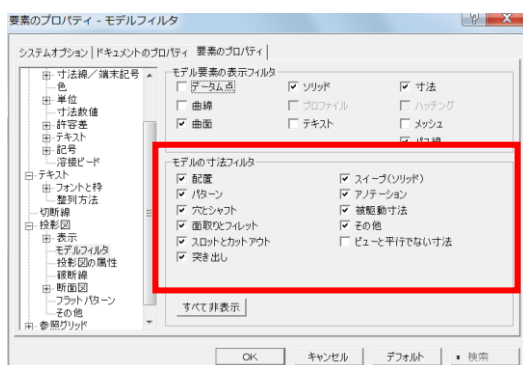 要素のプロパティ - モデルフィルタ
システムオプション ドキュメントのプロパティ 要素のプロパティ
寸法線／端末記号
色
単位
寸法数値
許容差
テキスト
記号
溶接ビード
テキスト
フォントと枠
整列方法
切断線
投影図
表示
モデルフィルタ
投影図の属性
破断線
断面図
フラットパターン
その他
参照グリッド
モデル要素の表示フィルタ
データム点 ソリッド 寸法
曲線 プロファイル ハッチング
曲面 テキスト メッシュ
パス線
モデルの寸法フィルタ
配置 スイープ(ソリッド)
パターン アノテーション
穴とシャフト 被駆動寸法
面取りとフィレット その他
スロットとカットアウト ビューと平行でない寸法
突き出し
すべて非表示
OK キャンセル デフォルト 検索